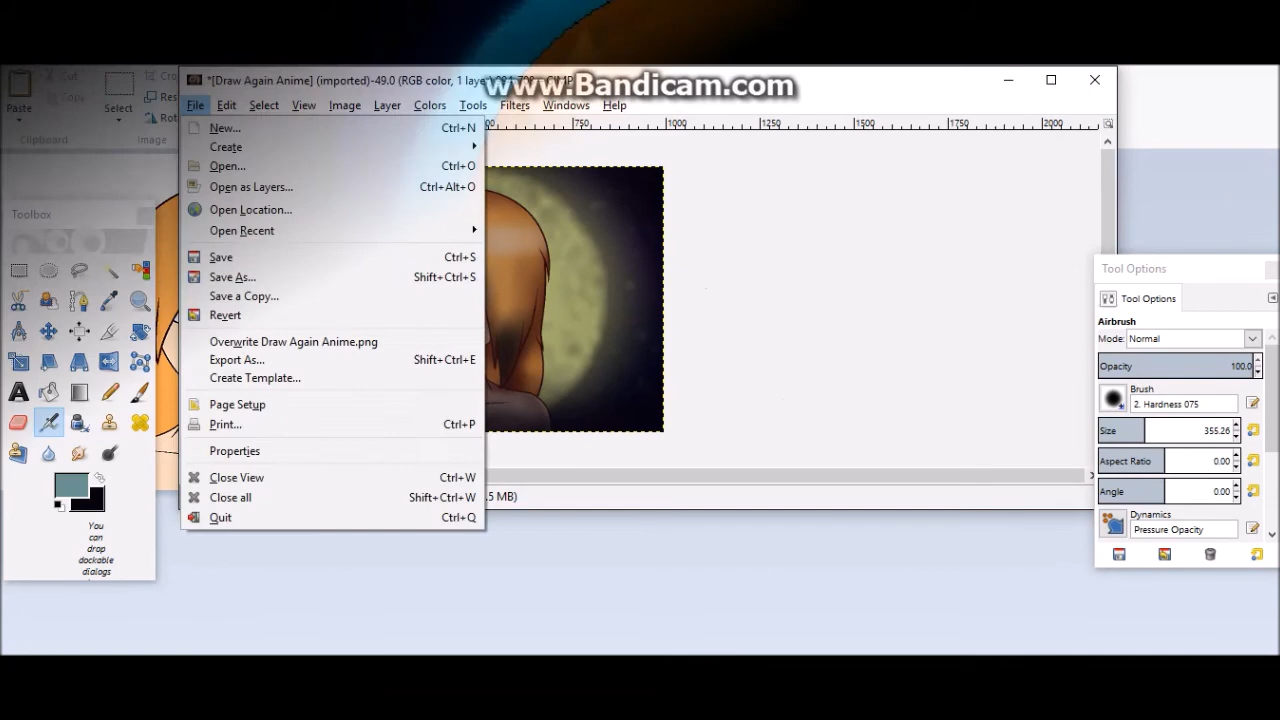 www.Bandicam.com
*[Draw Again Anime] (imported)-49.0 (RGB color, 1 laye
File Edit Select View Image Layer Colors Tools Filters Windows Help
Cut
Copy
Paste
Select
Clipboard
Image
750 1000 1250 1500 1750 2000
New... Ctrl+N
Create
Open... Ctrl+O
Open as Layers... Ctrl+Alt+O
Open Location...
Open Recent
Save Ctrl+S
Save As... Shift+Ctrl+S
Save a Copy...
Revert
Overwrite Draw Again Anime.png
Export As... Shift+Ctrl+E
Create Template...
Page Setup
Print... Ctrl+P
Properties
Close View Ctrl+W
Close all Shift+Ctrl+W
Quit Ctrl+Q
.5 MB)
Toolbox
You
can
drop
dockable
dialogs
Tool Options
Tool Options
Airbrush
Mode: Normal
Opacity 100.0
Brush
2. Hardness 075
Size 355.26
Aspect Ratio 0.00
Angle 0.00
Dynamics
Pressure Opacity